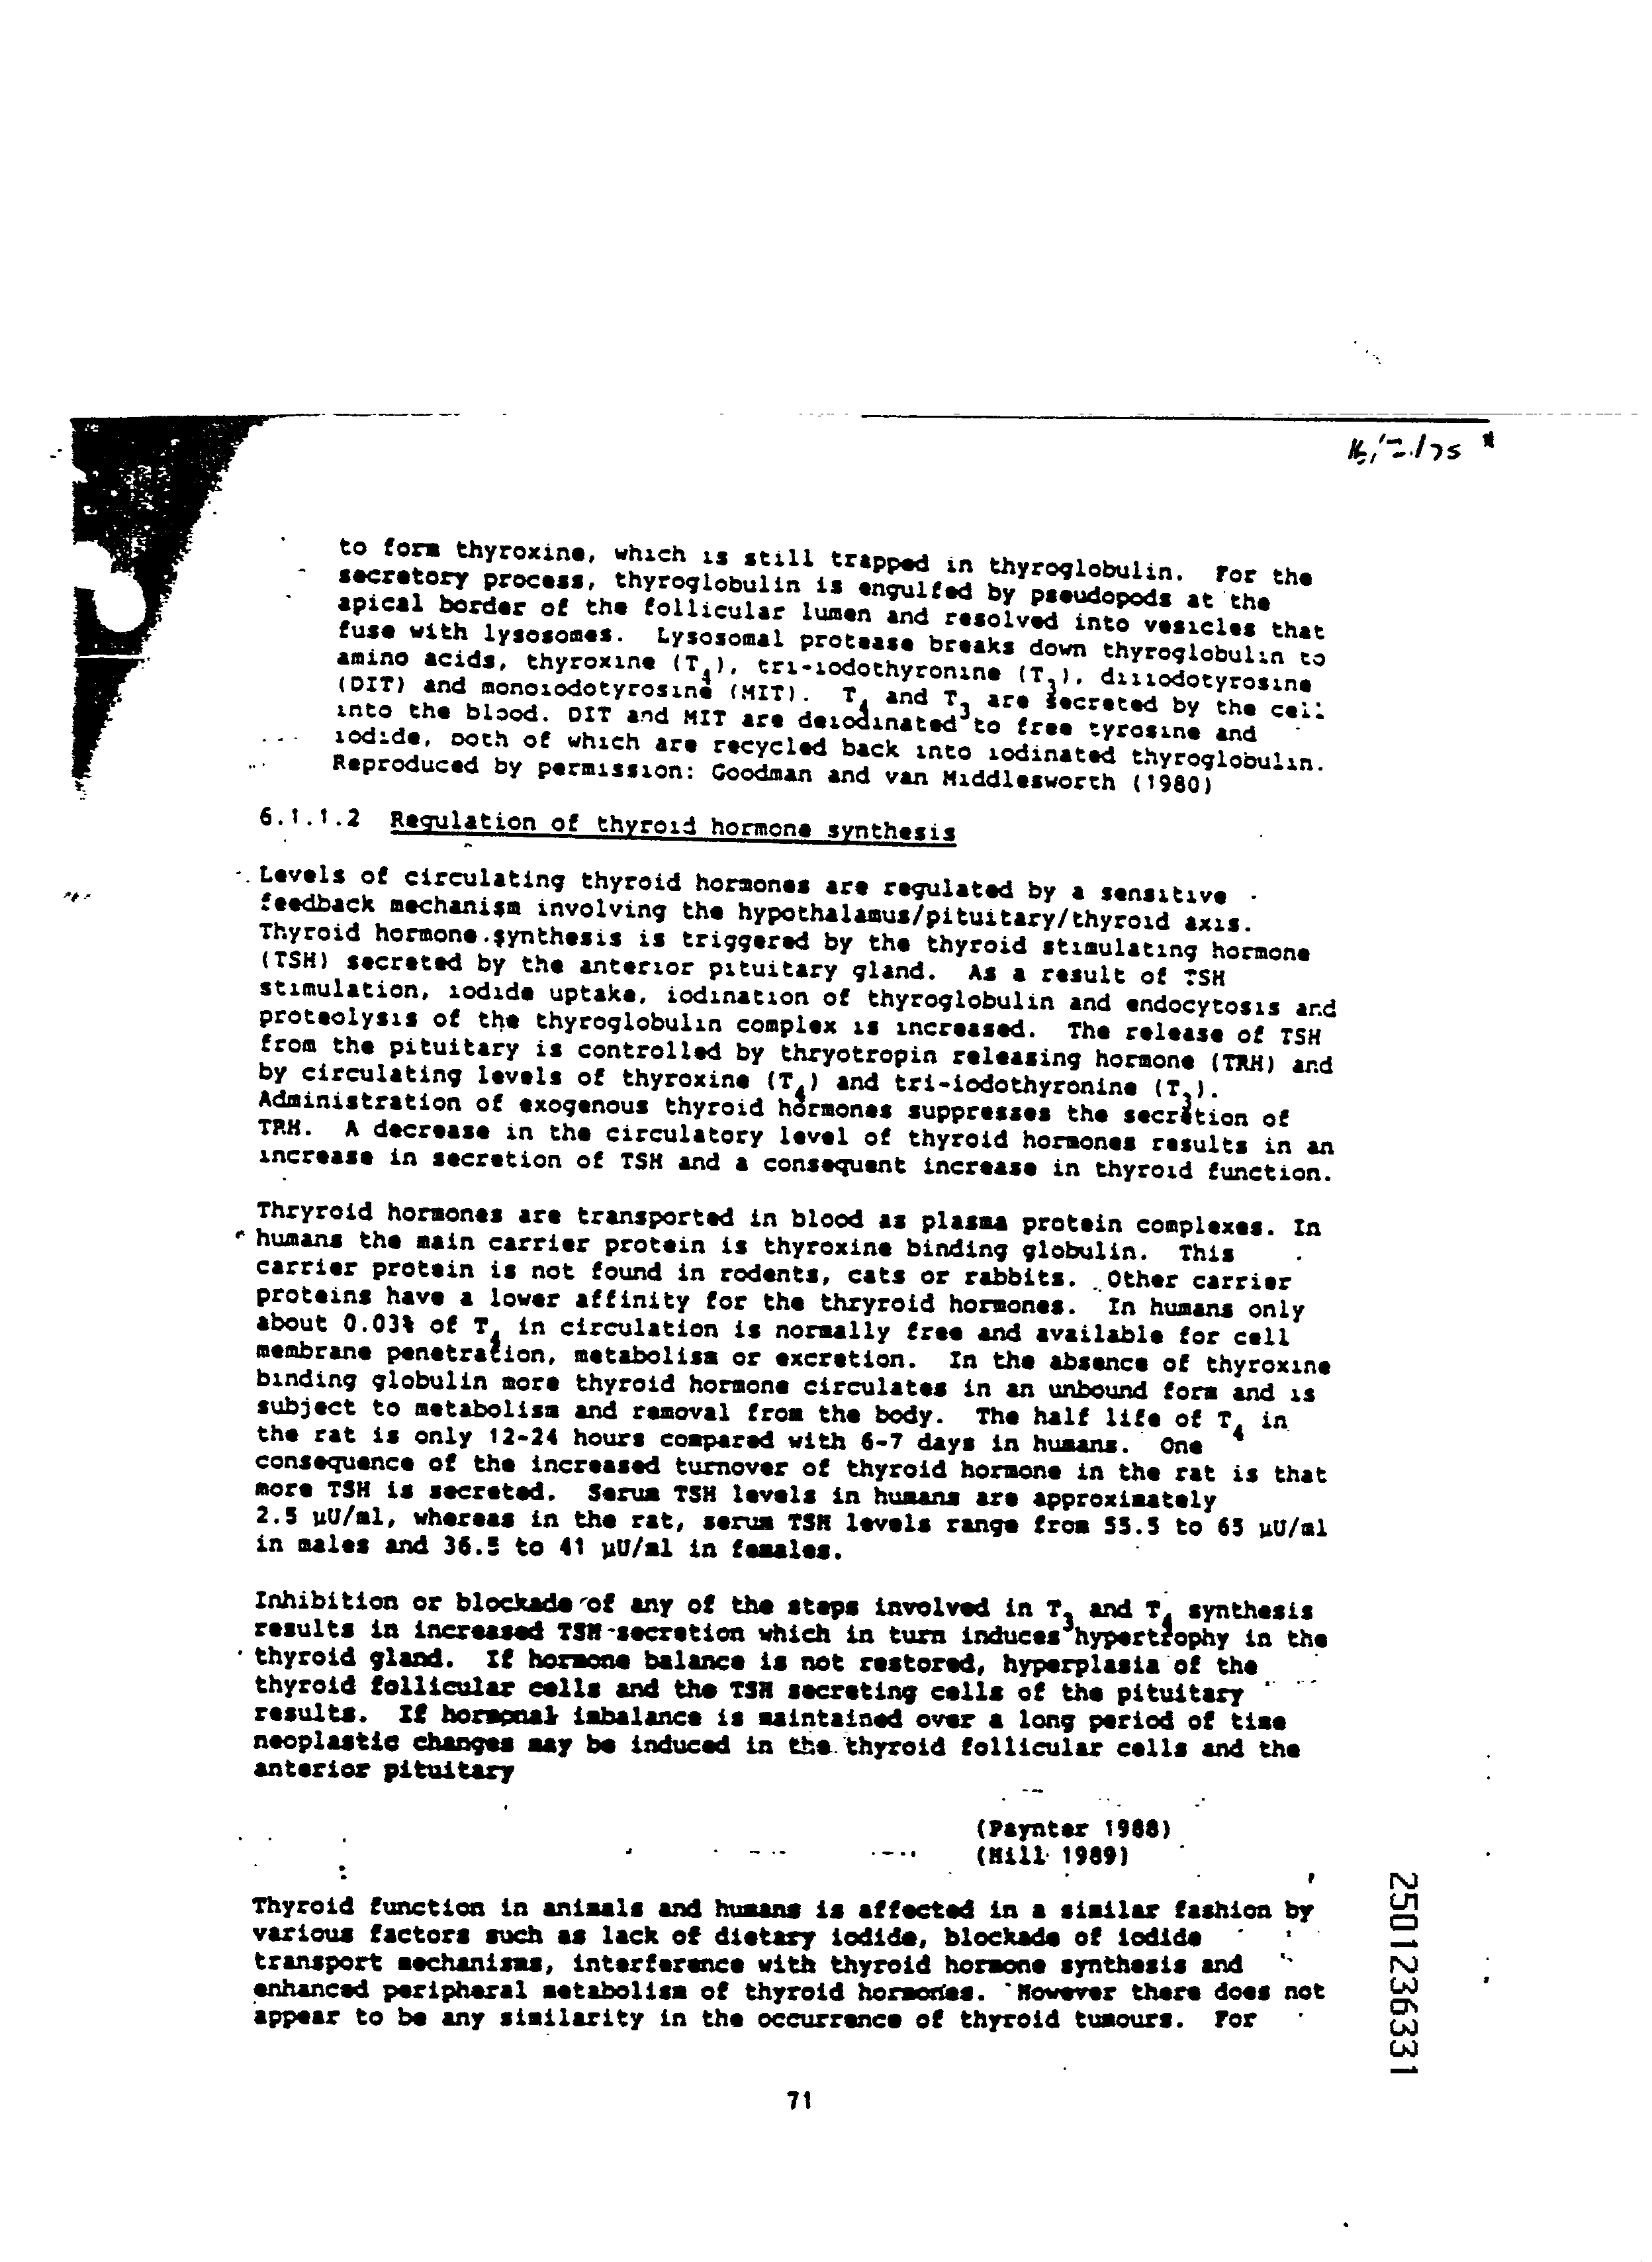 to form thyroxine, which is still trapped in thyroglobulin. For the
secretory process, thyroglobulin is engulfed by pseudopods at the
apical border of the follicular lumen and resolved into vesicles that
fuse with lysosomes. Lysosomal protease breaks down thyroglobulin to
amino acids, thyroxine (T4), tri-iodothyronine (T3), diiiodotyrosine
(DIT) and monoiodotyrosine (MIT). T4 and T3 are secreted by the cell
into the blood. DIT and MIT are deiodinated to free tyrosine and
iodide, both of which are recycled back into iodinated thyroglobulin.
Reproduced by permission: Goodman and van Middlesworth (1980)
6.1.1.2 Regulation of thyroid hormone synthesis
Levels of circulating thyroid hormones are regulated by a sensitive
feedback mechanism involving the hypothalamus/pituitary/thyroid axis.
Thyroid hormone synthesis is triggered by the thyroid stimulating hormone
(TSH) secreted by the anterior pituitary gland. As a result of TSH
stimulation, iodide uptake, iodination of thyroglobulin and endocytosis and
proteolysis of the thyroglobulin complex is increased. The release of TSH
from the pituitary is controlled by thryotropin releasing hormone (TRH) and
by circulating levels of thyroxine (T4) and tri-iodothyronine (T3).
Administration of exogenous thyroid hormones suppresses the secretion of
TRH. A decrease in the circulatory level of thyroid hormones results in an
increase in secretion of TSH and a consequent increase in thyroid function.
Thryroid hormones are transported in blood as plasma protein complexes. In
humans the main carrier protein is thyroxine binding globulin. This
carrier protein is not found in rodents, cats or rabbits. Other carrier
proteins have a lower affinity for the thryroid hormones. In humans only
about 0.03% of T4 in circulation is normally free and available for cell
membrane penetration, metabolism or excretion. In the absence of thyroxine
binding globulin more thyroid hormone circulates in an unbound form and is
subject to metabolism and removal from the body. The half life of T4 in
the rat is only 12-24 hours compared with 6-7 days in humans. One
consequence of the increased turnover of thyroid hormone in the rat is that
more TSH is secreted. Serum TSH levels in humans are approximately
2.5 µU/ml, whereas in the rat, serum TSH levels range from 55.5 to 65 µU/ml
in males and 36.5 to 41 µU/ml in females.
Inhibition or blockade of any of the steps involved in T3 and T4 synthesis
results in increased TSH secretion which in turn induces hypertrophy in the
thyroid gland. If hormone balance is not restored, hyperplasia of the
thyroid follicular cells and the TSH secreting cells of the pituitary
results. If hormonal imbalance is maintained over a long period of time
neoplastic changes may be induced in the thyroid follicular cells and the
anterior pituitary
(Paynter 1988)
(Hill 1989)
Thyroid function in animals and humans is affected in a similar fashion by
various factors such as lack of dietary iodide, blockade of iodide
transport mechanisms, interference with thyroid hormone synthesis and
enhanced peripheral metabolism of thyroid hormones. However there does not
appear to be any similarity in the occurrence of thyroid tumours. For
2501236331
71